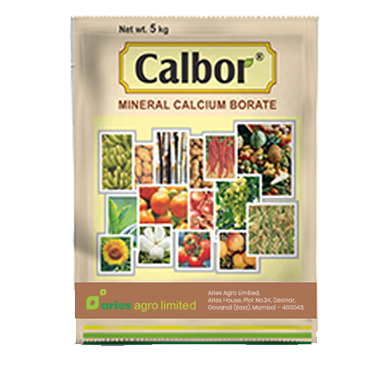 Net wt. 5 kg
Calbor®
MINERAL CALCIUM BORATE
aries agro limited
Aries Agro Limited.
Aries House, Plot No.24, Deonar,
Govandi (East), Mumbai - 400043.